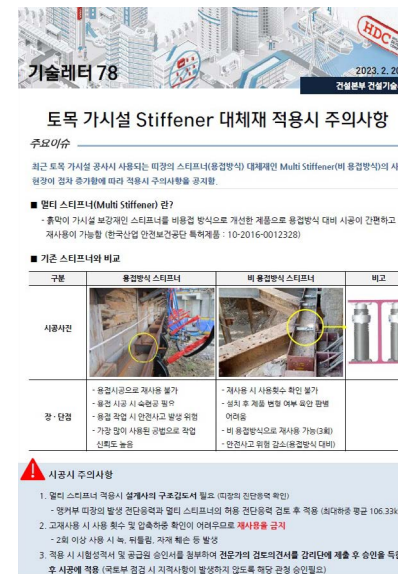 HDC
기술레터 78
2023. 2. 20
건설본부 건설기술
토목 가시설 Stiffener 대체재 적용시 주의사항
주요이슈
최근 토목 가시설 공사시 사용되는 띠장의 스티프너(용접방식) 대체재인 Multi Stiffener(비 용접방식)의 사
현장이 점차 증가함에 따라 적용시 주의사항을 공지함.
■ 멀티 스티프너(Multi Stiffener) 란?
- 흙막이 가시설 보강재인 스티프너를 비용접 방식으로 개선한 제품으로 용접방식 대비 시공이 간편하고
재사용이 가능함 (한국산업 안전보건공단 특허제품 : 10-2016-0012328)
■ 기존 스티프너와 비교
구분 용접방식 스티프너 비 용접방식 스티프너 비고
시공사진
장 · 단점
- 용접시공으로 재사용 불가
- 용접 시공 시 숙련공 필요
- 용접 작업 시 안전사고 발생 위험
- 가장 많이 사용된 공법으로 작업
신뢰도 높음
- 재사용 시 사용횟수 확인 불가
- 설치 후 제품 변형 여부 육안 판별
어려움
- 비 용접방식으로 재사용 가능(3회)
- 안전사고 위험 감소(용접방식 대비)
시공시 주의사항
1. 멀티 스티프너 적용시 설계사의 구조검토서 필요 (띠장의 전단응력 확인)
- 앵커부 띠장의 발생 전단응력과 멀티 스티프너의 허용 전단응력 검토 후 적용 (최대하중 평균 106.33k
2. 고재사용 시 사용 횟수 및 압축하중 확인이 어려우므로 재사용을 금지
- 2회 이상 사용 시 녹, 뒤틀림, 자재 훼손 등 발생
3. 적용 시 시험성적서 및 공급원 승인서를 첨부하여 전문가의 검토의견서를 감리단에 제출 후 승인을 득한
후 시공에 적용 (국토부 점검 시 지적사항이 발생하지 않도록 해당 관청 승인필요)